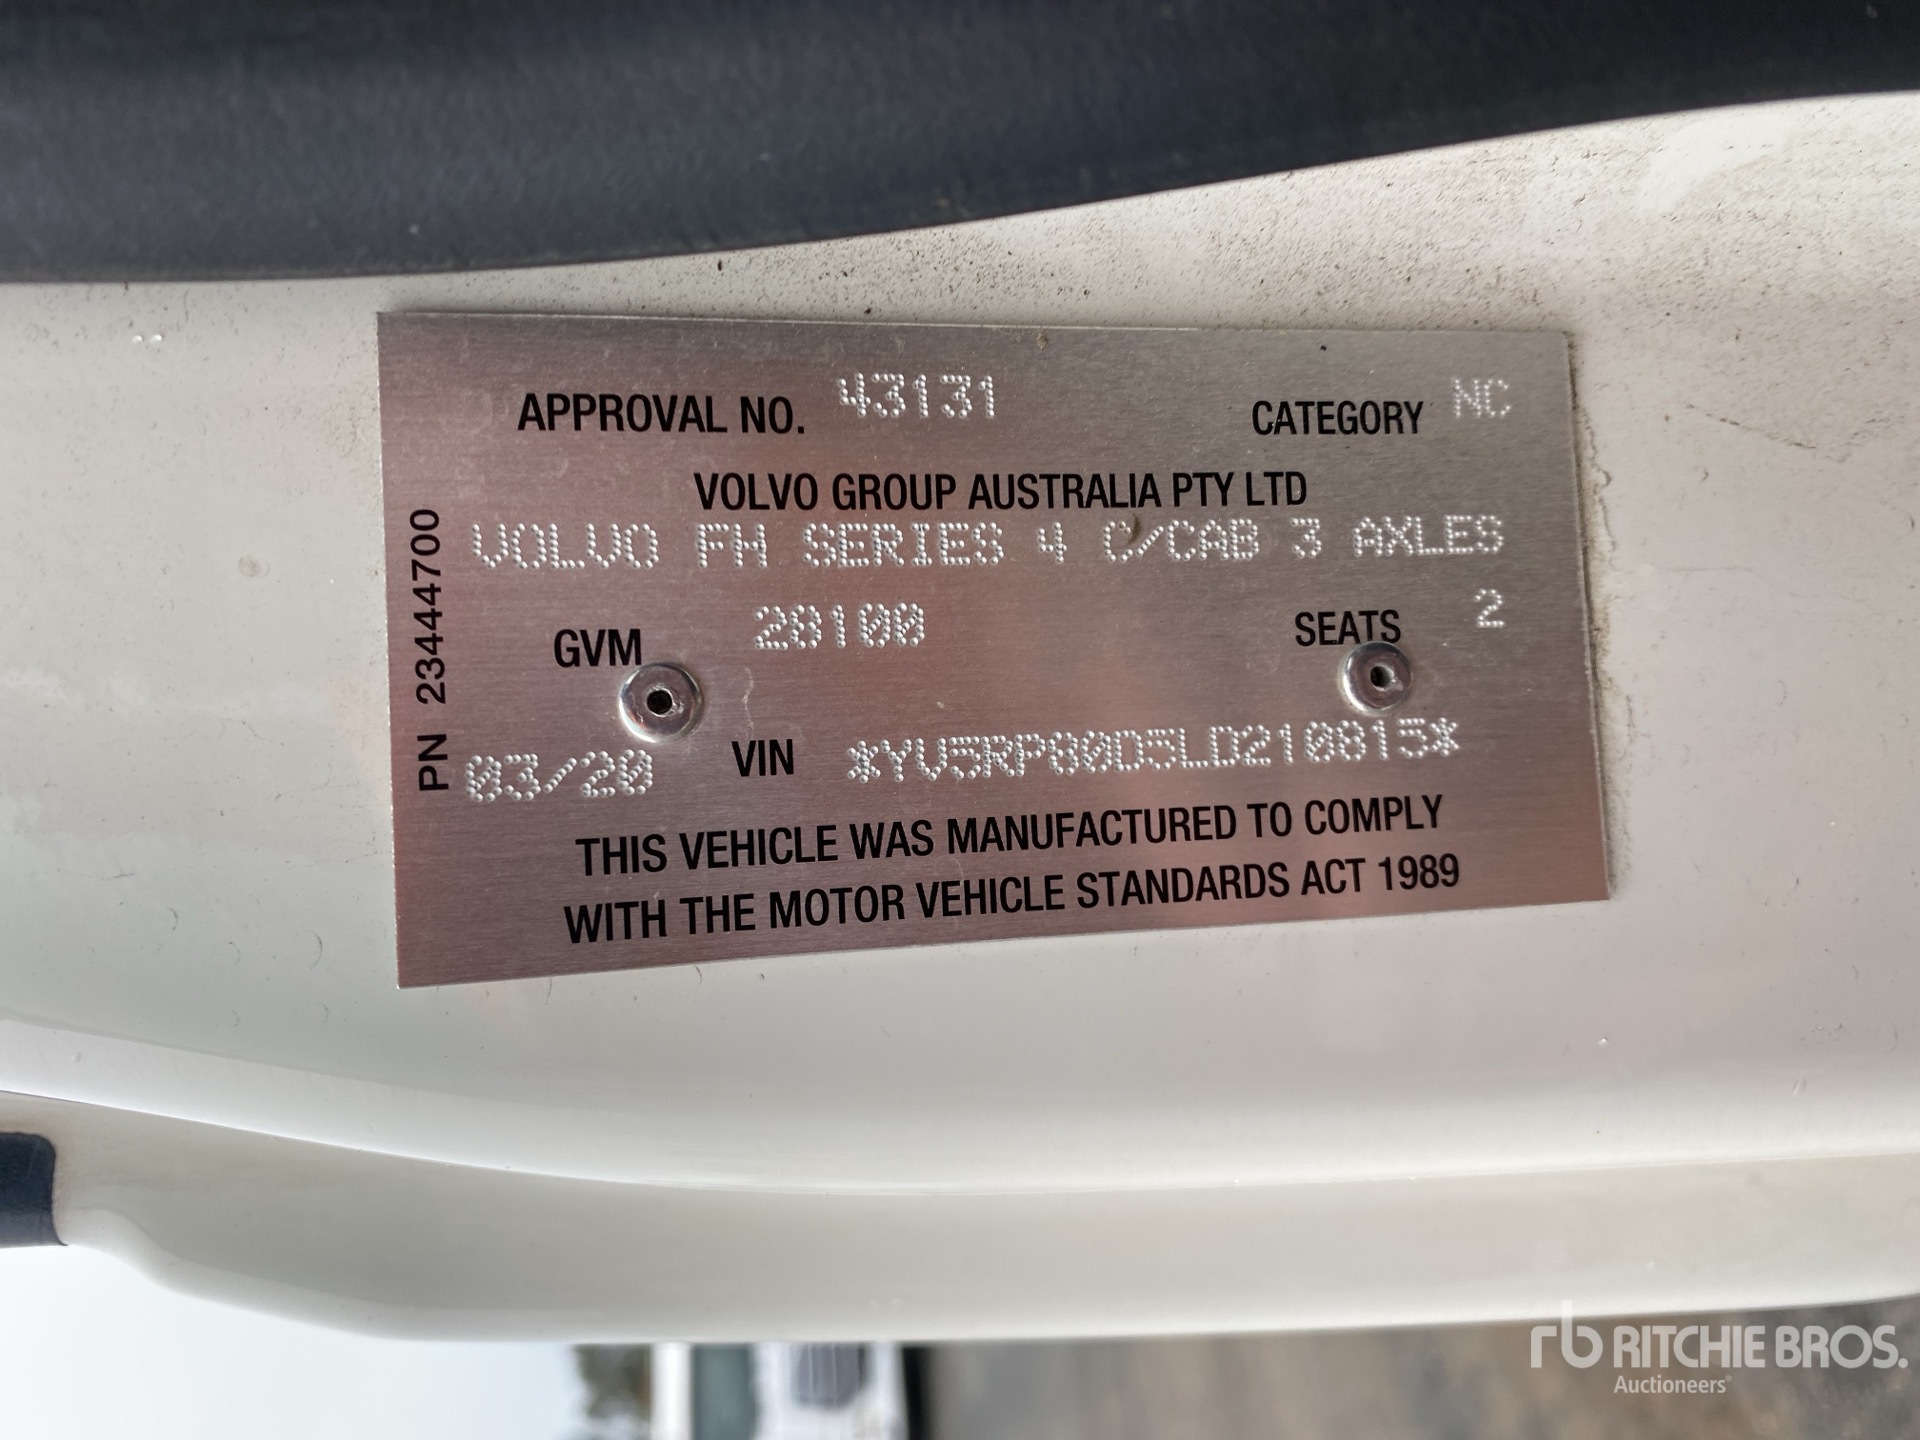 APPROVAL NO. 43131 CATEGORY NC
VOLVO GROUP AUSTRALIA PTY LTD
VOLVO FH SERIES 4 C/CAB 3 AXLES
GVM 28100 SEATS 2
03/20 VIN *YV5RP80D5LD210815*
THIS VEHICLE WAS MANUFACTURED TO COMPLY
WITH THE MOTOR VEHICLE STANDARDS ACT 1989
PN 23444700
rb RITCHIE BROS.
Auctioneers